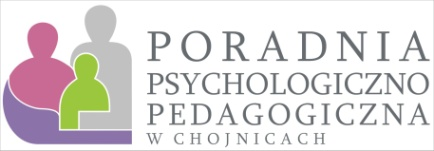 PORADNIA
PSYCHOLOGICZNO
PEDAGOGICZNA
W CHOJNICACH